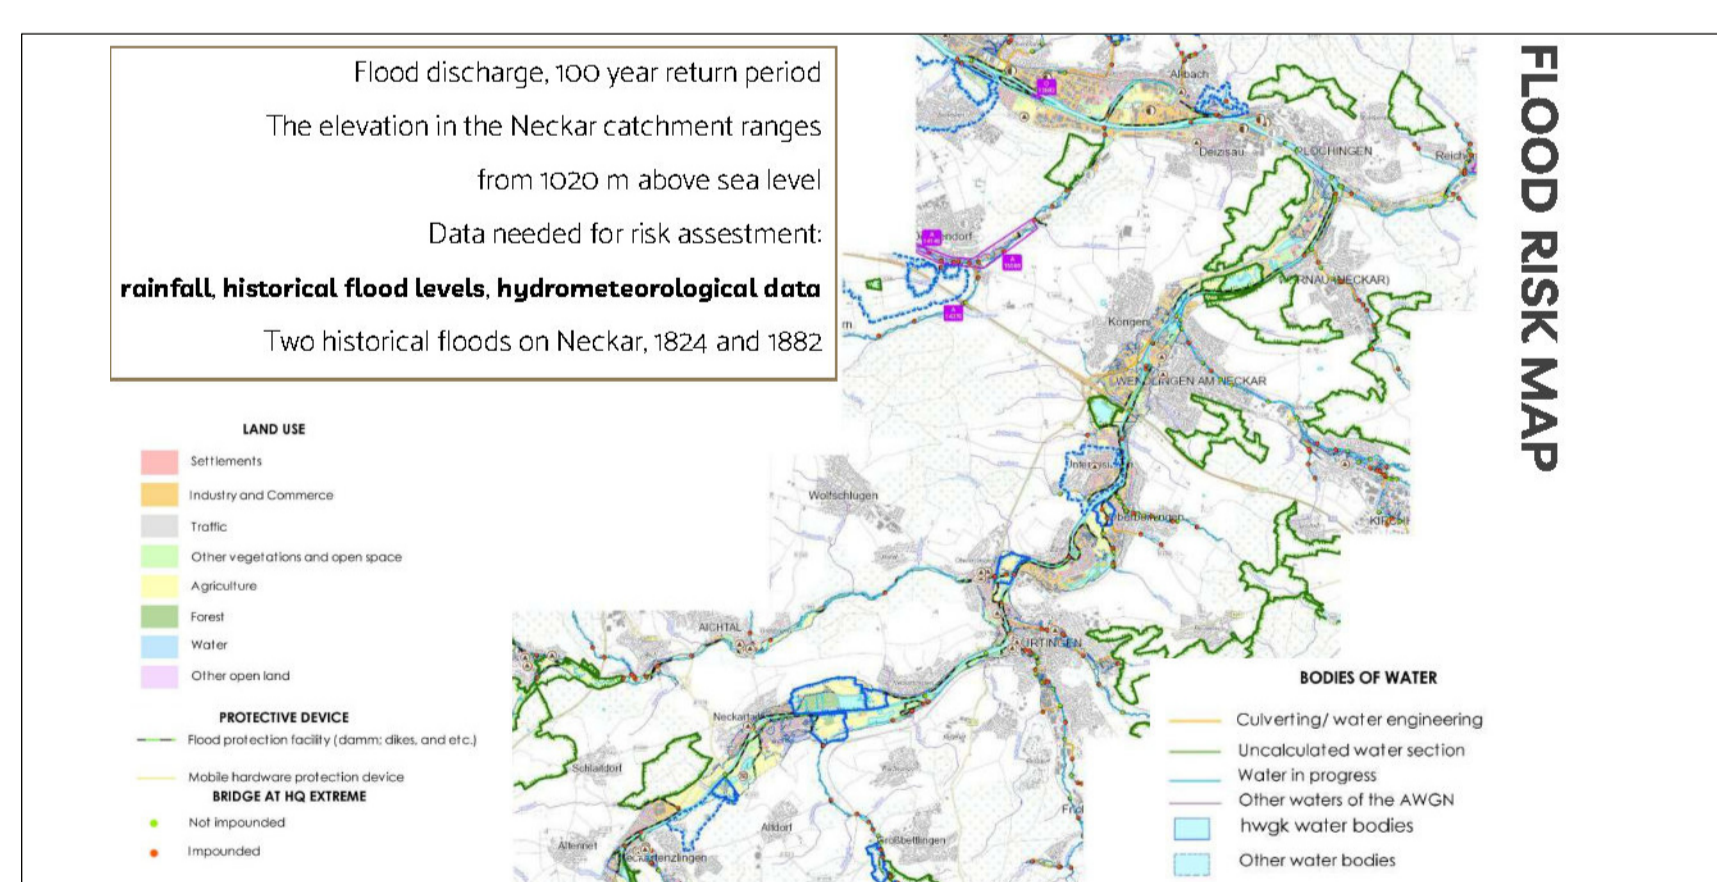 Flood discharge, 100 year return period
The elevation in the Neckar catchment ranges
from 1020 m above sea level
Data needed for risk assestment:
rainfall, historical flood levels, hydrometeorological data
Two historical floods on Neckar, 1824 and 1882
FLOOD RISK MAP
LAND USE
Settlements
Industry and Commerce
Traffic
Other vegetations and open space
Agriculture
Forest
Water
Other open land
PROTECTIVE DEVICE
Flood protection facility (damm; dikes, and etc.)
Mobile hardware protection device
BRIDGE AT HQ EXTREME
Not impounded
Impounded
Altbach
Deizisau
PLOCHINGEN
Köngen
WENDLINGEN AM NECKAR
Wolfschlugen
AICHTAL
Schlaitdorf
Altdorf
Großbettlingen
BODIES OF WATER
Culverting/ water engineering
Uncalculated water section
Water in progress
Other waters of the AWGN
hwgk water bodies
Other water bodies